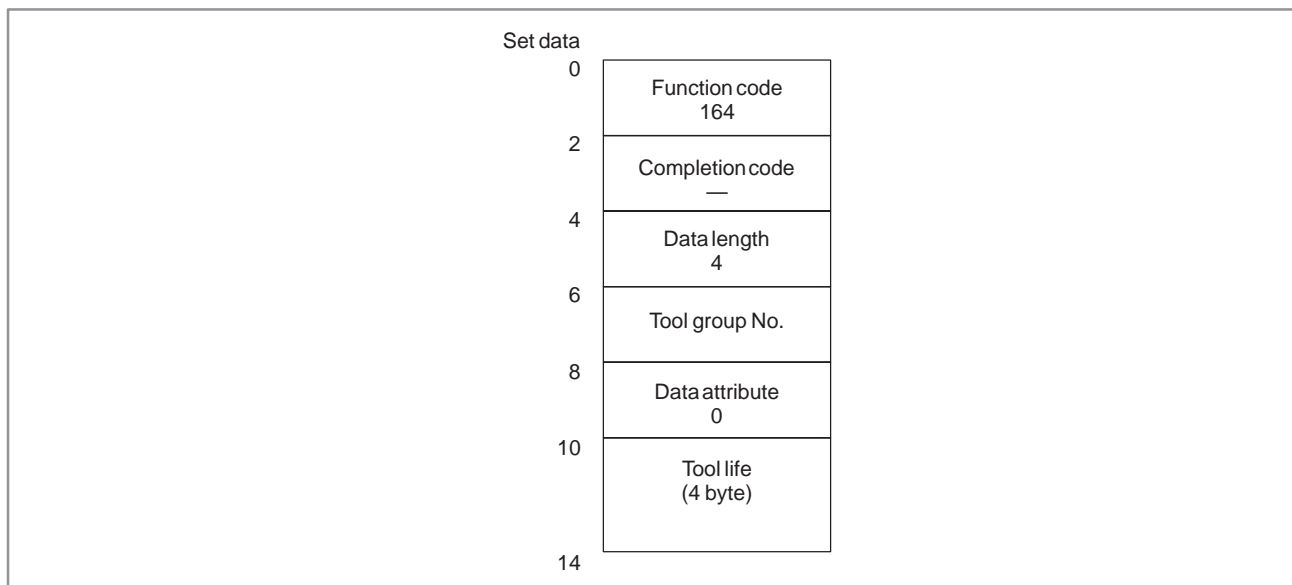 Set data
0
Function code
164
2
Completion code
—
4
Data length
4
6
Tool group No.
8
Data attribute
0
10
Tool life
(4 byte)
14